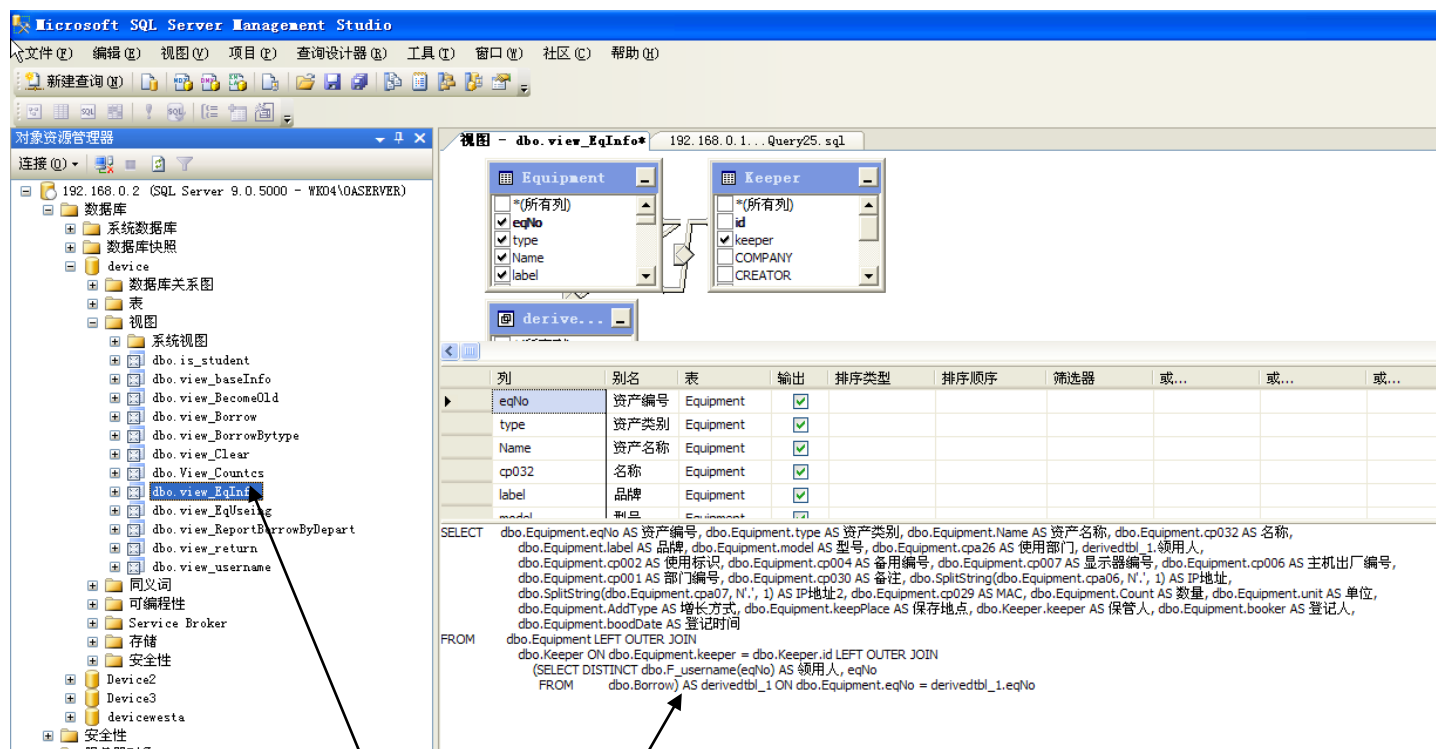 Microsoft SQL Server Management Studio
文件(F) 编辑(E) 视图(V) 项目(P) 查询设计器(R) 工具(T) 窗口(W) 社区(C) 帮助(H)
新建查询(N)
对象资源管理器
连接(O)
192.168.0.2 (SQL Server 9.0.5000 - WK04\OASERVER)
数据库
系统数据库
数据库快照
device
数据库关系图
表
视图
系统视图
dbo.is_student
dbo.view_baseInfo
dbo.view_BecomeOld
dbo.view_Borrow
dbo.view_BorrowBytype
dbo.view_Clear
dbo.View_Countcs
dbo.view_EqInf
dbo.view_EqUseing
dbo.view_ReportBorrowByDepart
dbo.view_return
dbo.view_username
同义词
可编程性
Service Broker
存储
安全性
Device2
Device3
devicewesta
安全性
视图 - dbo.view_EqInfo* 192.168.0.1...Query25.sql
Equipment
*(所有列)
eqNo
type
Name
label
Keeper
*(所有列)
id
keeper
COMPANY
CREATOR
derive...
列 别名 表 输出 排序类型 排序顺序 筛选器 或... 或... 或...
eqNo 资产编号 Equipment
type 资产类别 Equipment
Name 资产名称 Equipment
cp032 名称 Equipment
label 品牌 Equipment
model 型号 Equipment
SELECT dbo.Equipment.eqNo AS 资产编号, dbo.Equipment.type AS 资产类别, dbo.Equipment.Name AS 资产名称, dbo.Equipment.cp032 AS 名称,
dbo.Equipment.label AS 品牌, dbo.Equipment.model AS 型号, dbo.Equipment.cpa26 AS 使用部门, derivedtbl_1.领用人,
dbo.Equipment.cp002 AS 使用标识, dbo.Equipment.cp004 AS 备用编号, dbo.Equipment.cp007 AS 显示器编号, dbo.Equipment.cp006 AS 主机出厂编号,
dbo.Equipment.cp001 AS 部门编号, dbo.Equipment.cp030 AS 备注, dbo.SplitString(dbo.Equipment.cpa06, N'.', 1) AS IP地址,
dbo.SplitString(dbo.Equipment.cpa07, N'.', 1) AS IP地址2, dbo.Equipment.cp029 AS MAC, dbo.Equipment.Count AS 数量, dbo.Equipment.unit AS 单位,
dbo.Equipment.AddType AS 增长方式, dbo.Equipment.keepPlace AS 保存地点, dbo.Keeper.keeper AS 保管人, dbo.Equipment.booker AS 登记人,
dbo.Equipment.boodDate AS 登记时间
FROM dbo.Equipment LEFT OUTER JOIN
dbo.Keeper ON dbo.Equipment.keeper = dbo.Keeper.id LEFT OUTER JOIN
(SELECT DISTINCT dbo.F_username(eqNo) AS 领用人, eqNo
FROM dbo.Borrow) AS derivedtbl_1 ON dbo.Equipment.eqNo = derivedtbl_1.eqNo